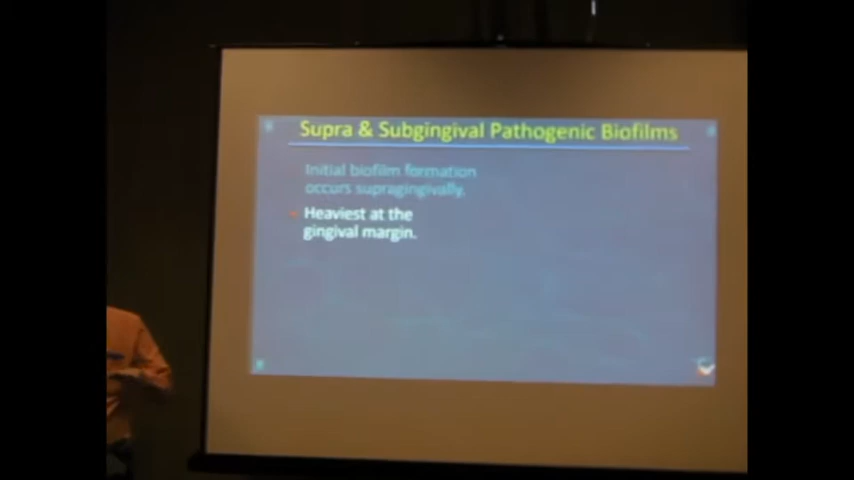 Supra & Subgingival Pathogenic Biofilms
Initial biofilm formation
occurs supragingivally.
Heaviest at the
gingival margin.